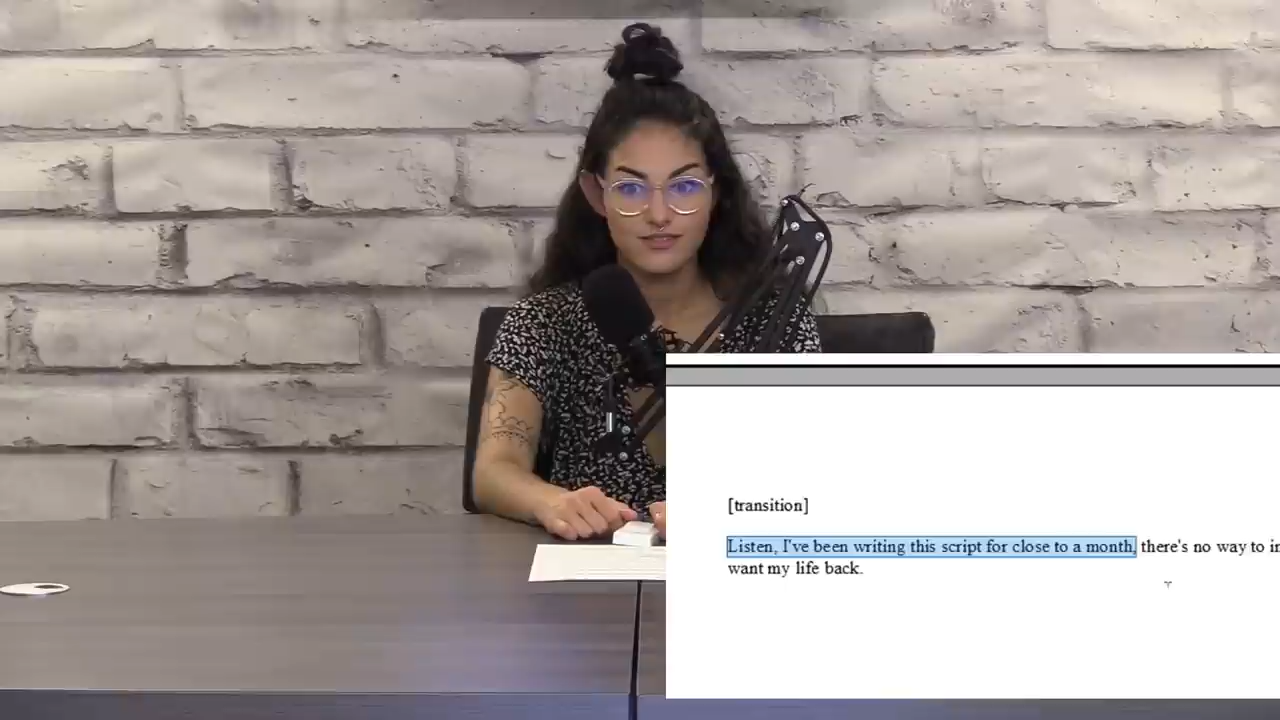 [transition]
Listen, I've been writing this script for close to a month, there's no way to
want my life back.